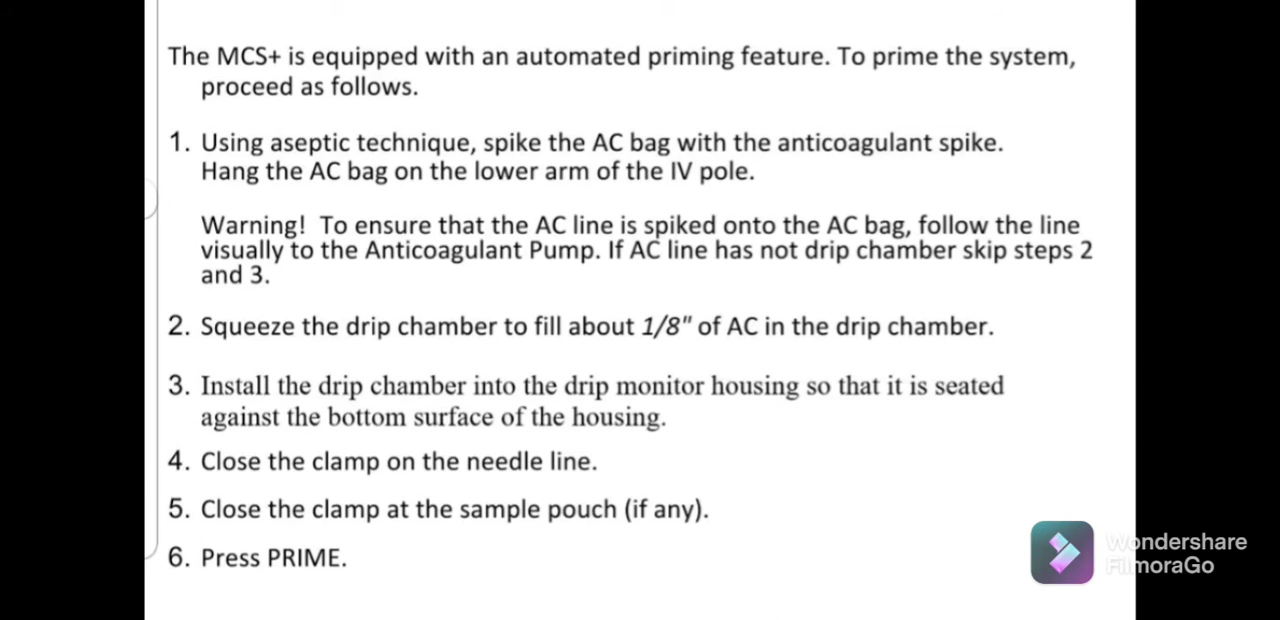 The MCS+ is equipped with an automated priming feature. To prime the system,
proceed as follows.
1. Using aseptic technique, spike the AC bag with the anticoagulant spike.
Hang the AC bag on the lower arm of the IV pole.
Warning! To ensure that the AC line is spiked onto the AC bag, follow the line
visually to the Anticoagulant Pump. If AC line has not drip chamber skip steps 2
and 3.
2. Squeeze the drip chamber to fill about 1/8" of AC in the drip chamber.
3. Install the drip chamber into the drip monitor housing so that it is seated
against the bottom surface of the housing.
4. Close the clamp on the needle line.
5. Close the clamp at the sample pouch (if any).
6. Press PRIME.
Wondershare
FilmoraGo